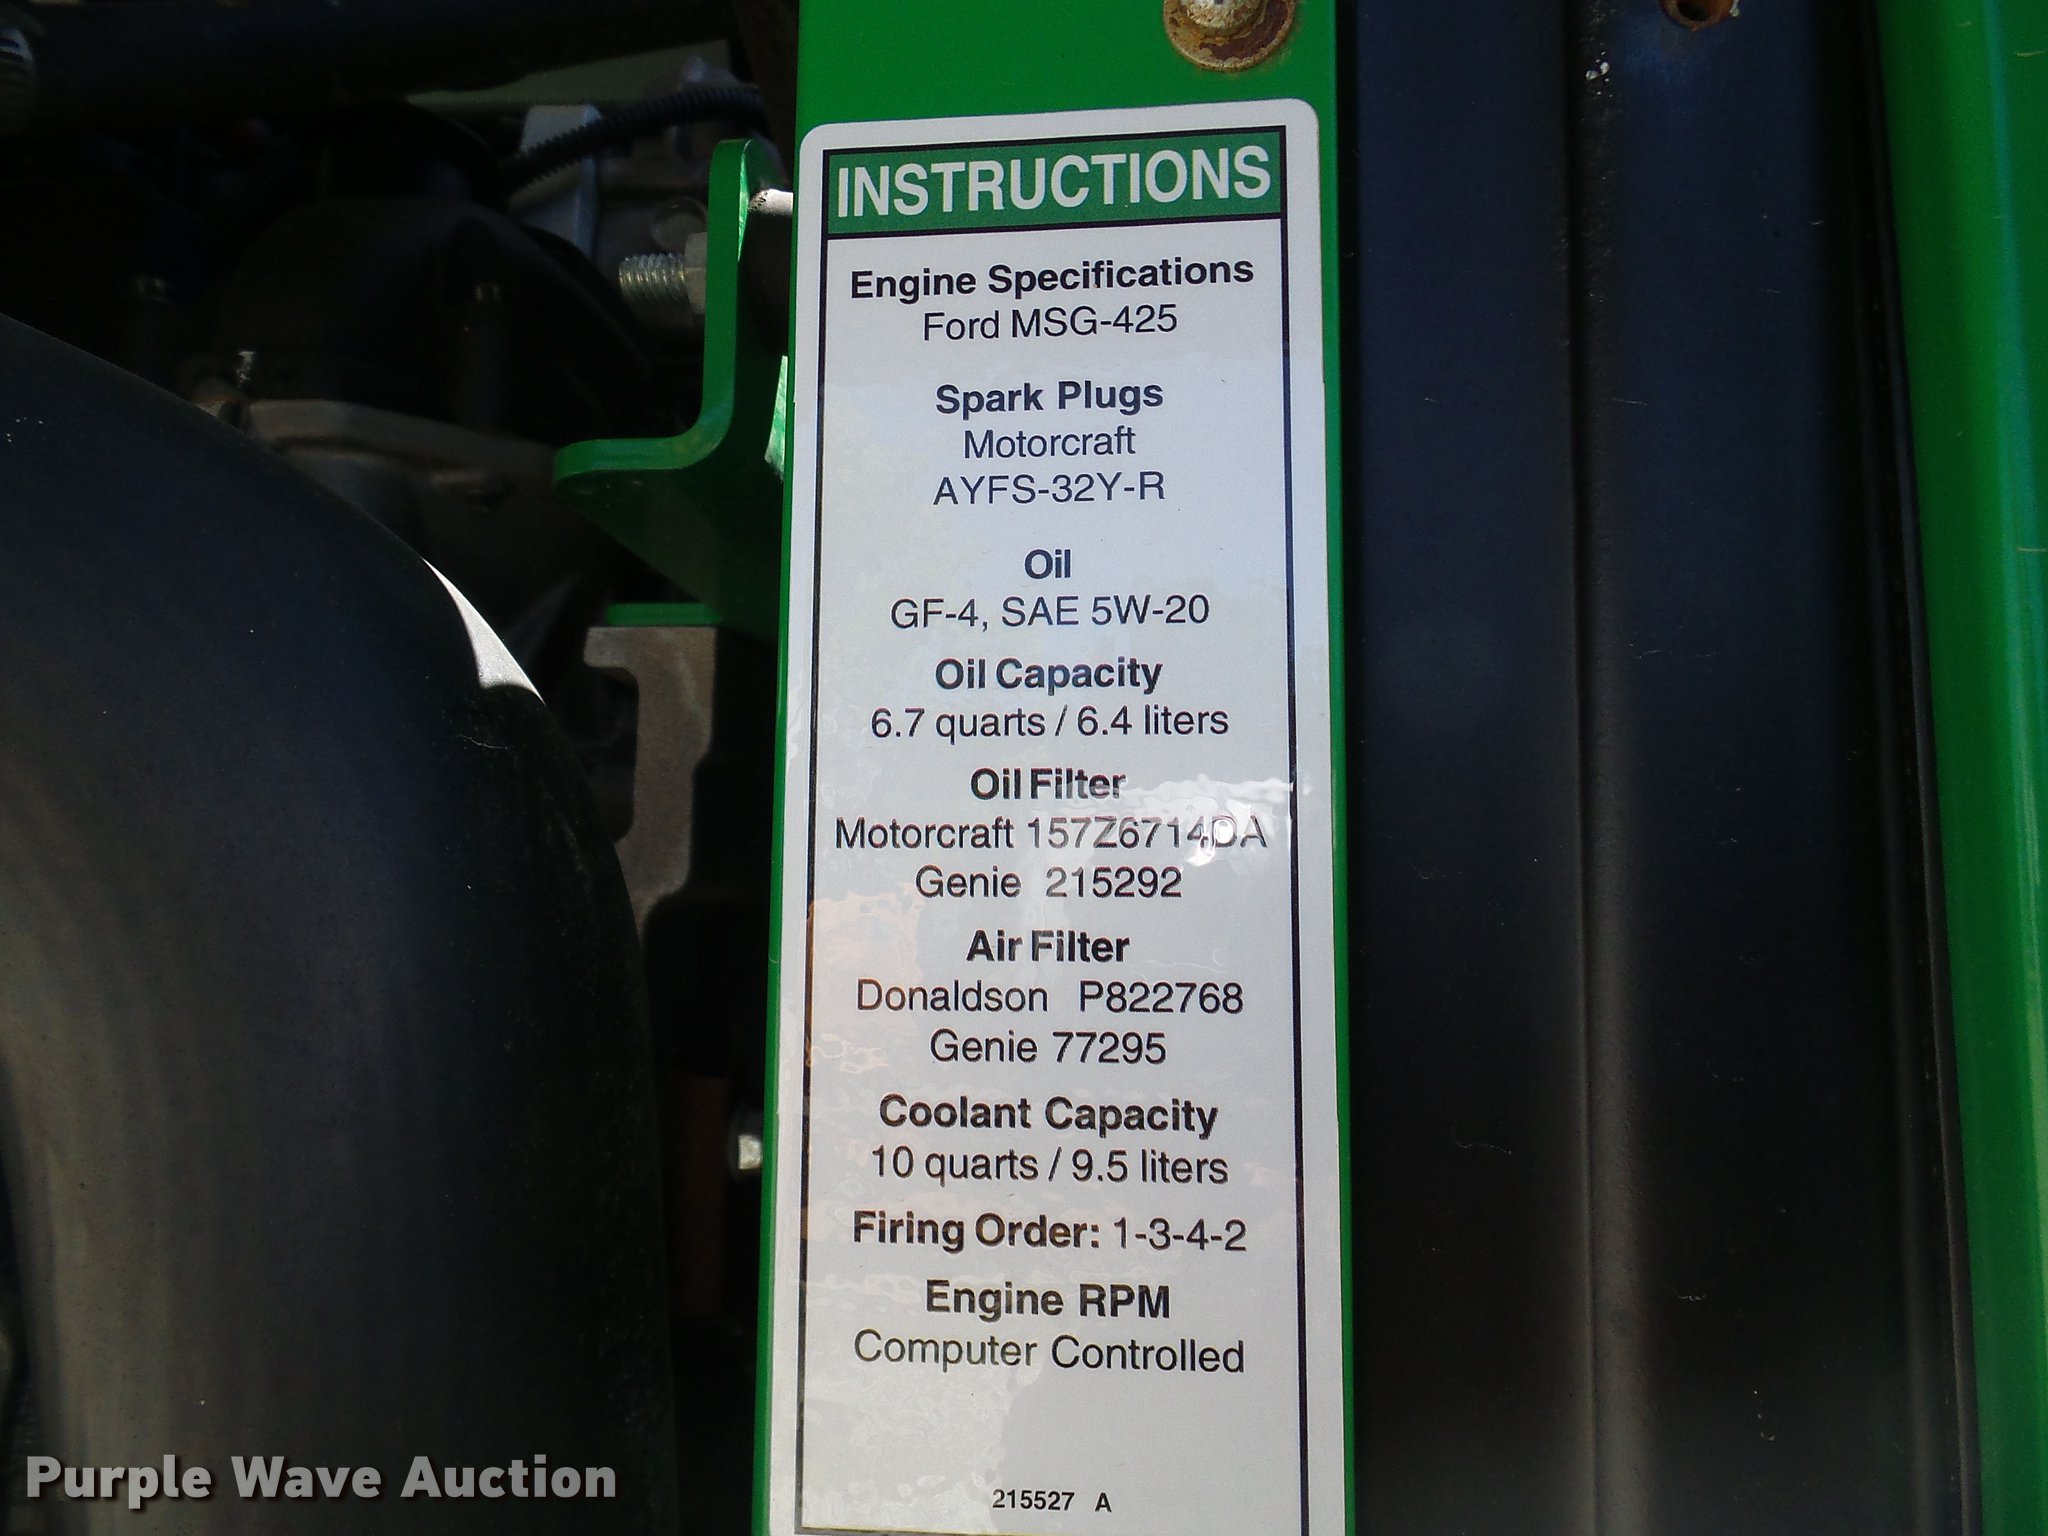 INSTRUCTIONS
Engine Specifications
Ford MSG-425
Spark Plugs
Motorcraft
AYFS-32Y-R
Oil
GF-4, SAE 5W-20
Oil Capacity
6.7 quarts / 6.4 liters
Oil Filter
Motorcraft 157Z6714DA
Genie 215292
Air Filter
Donaldson P822768
Genie 77295
Coolant Capacity
10 quarts / 9.5 liters
Firing Order: 1-3-4-2
Engine RPM
Computer Controlled
215527 A
Purple Wave Auction